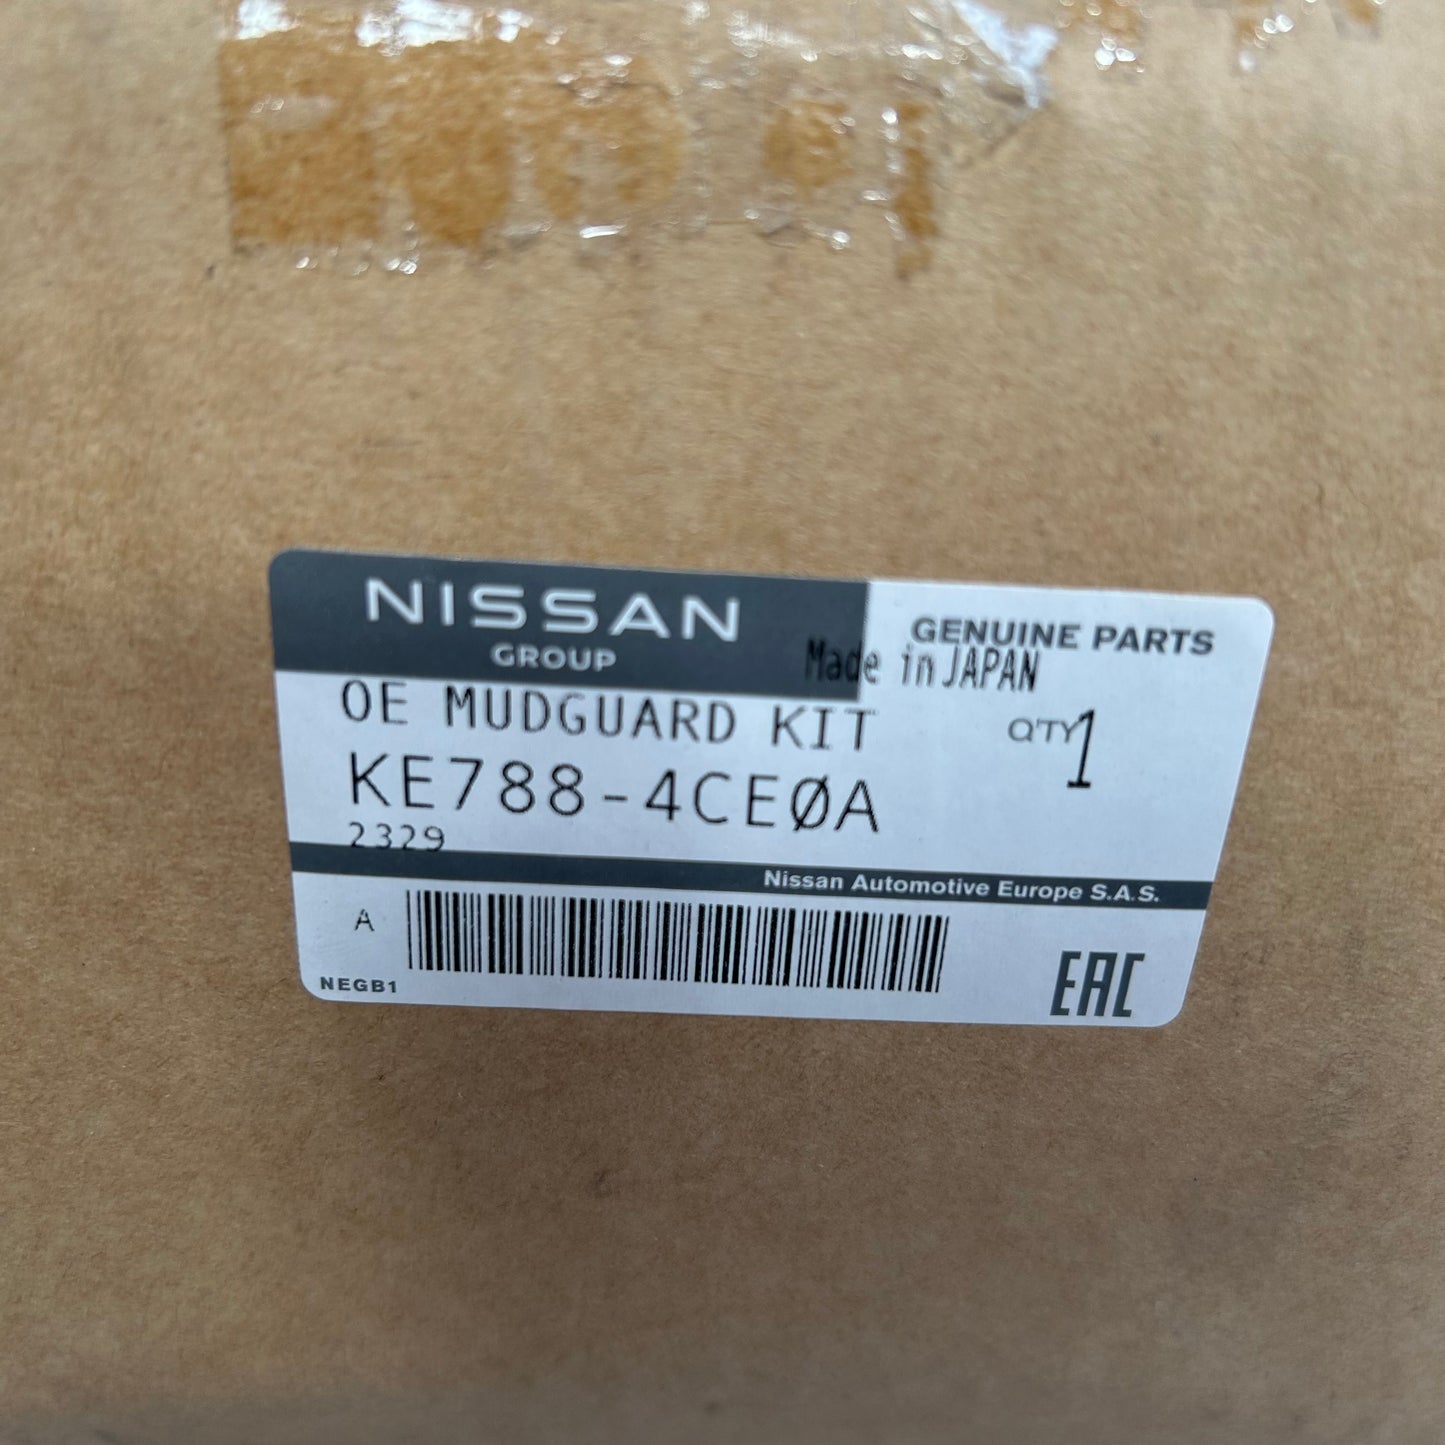 NISSAN
GROUP
GENUINE PARTS
Made in JAPAN
OE MUDGUARD KIT
Q'TY 1
KE788-4CEØA
2329
Nissan Automotive Europe S.A.S.
A
NEGB1
EAC